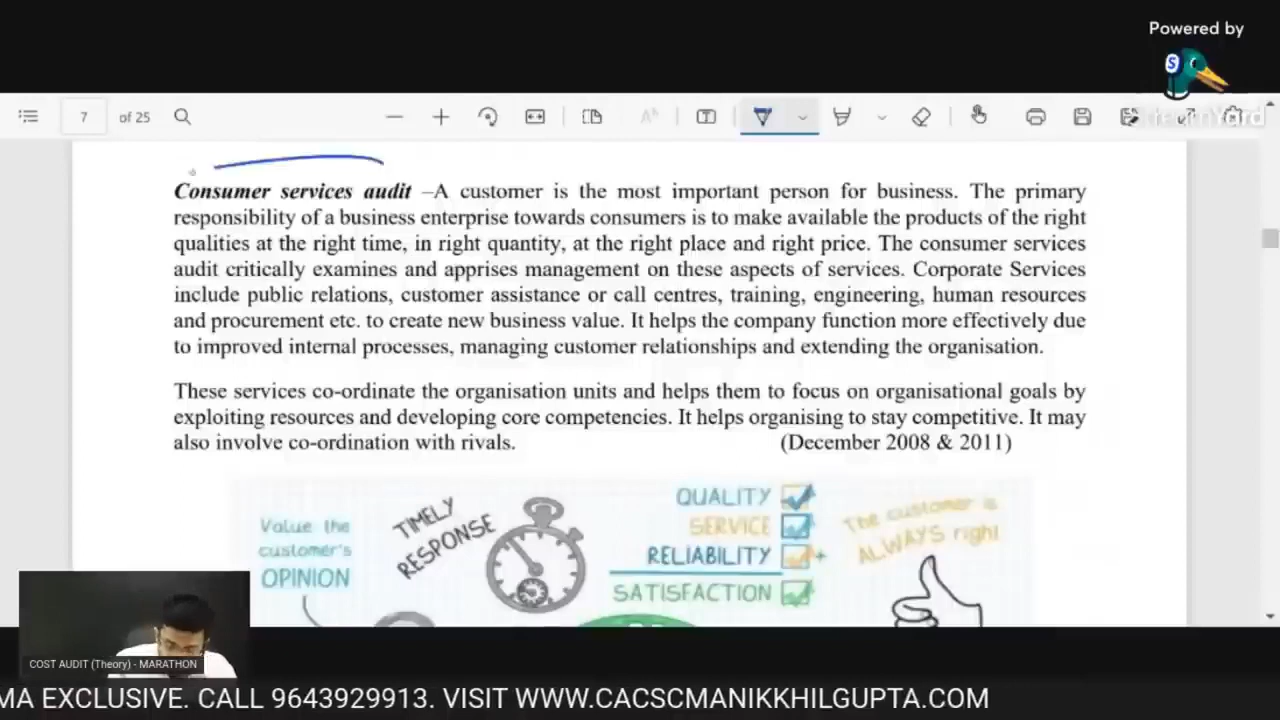 Powered by
StreamYard
7 of 25
Consumer services audit –A customer is the most important person for business. The primary
responsibility of a business enterprise towards consumers is to make available the products of the right
qualities at the right time, in right quantity, at the right place and right price. The consumer services
audit critically examines and apprises management on these aspects of services. Corporate Services
include public relations, customer assistance or call centres, training, engineering, human resources
and procurement etc. to create new business value. It helps the company function more effectively due
to improved internal processes, managing customer relationships and extending the organisation.
These services co-ordinate the organisation units and helps them to focus on organisational goals by
exploiting resources and developing core competencies. It helps organising to stay competitive. It may
also involve co-ordination with rivals. (December 2008 & 2011)
Value the
customer's
OPINION
TIMELY
RESPONSE
QUALITY
SERVICE
RELIABILITY
SATISFACTION
The customer is
ALWAYS right
COST AUDIT (Theory) - MARATHON
MA EXCLUSIVE. CALL 9643929913. VISIT WWW.CACSCMANIKKHILGUPTA.COM